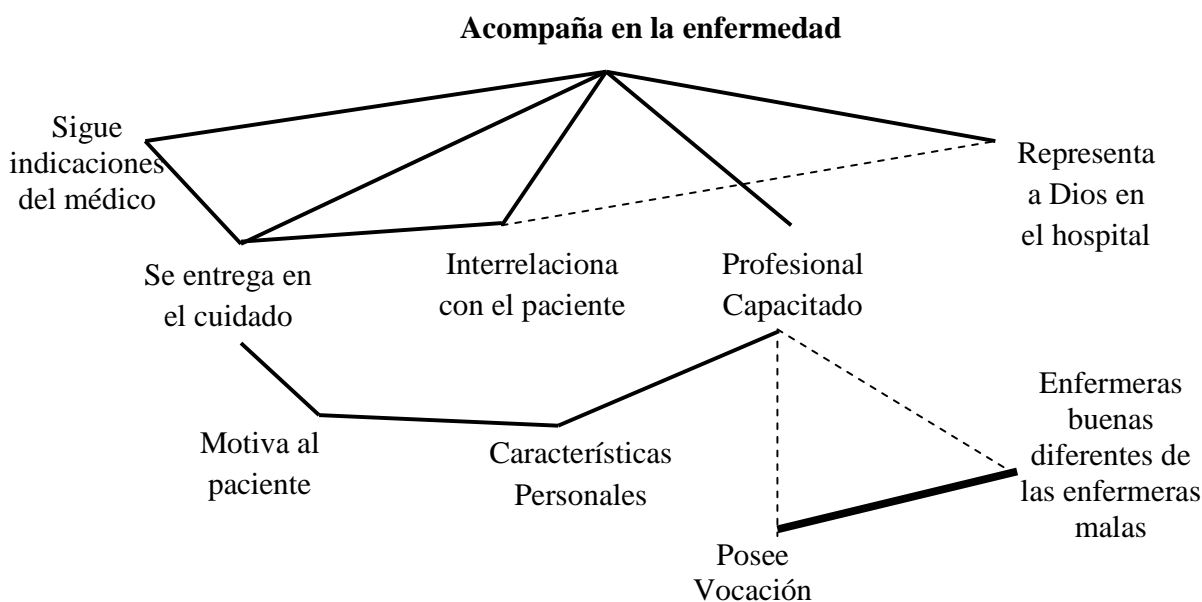 Acompaña en la enfermedad
Sigue
indicaciones
del médico
Representa
a Dios en
el hospital
Se entrega en
el cuidado
Interrelaciona
con el paciente
Profesional
Capacitado
Motiva al
paciente
Características
Personales
Enfermeras
buenas
diferentes de
las enfermeras
malas
Posee
Vocación